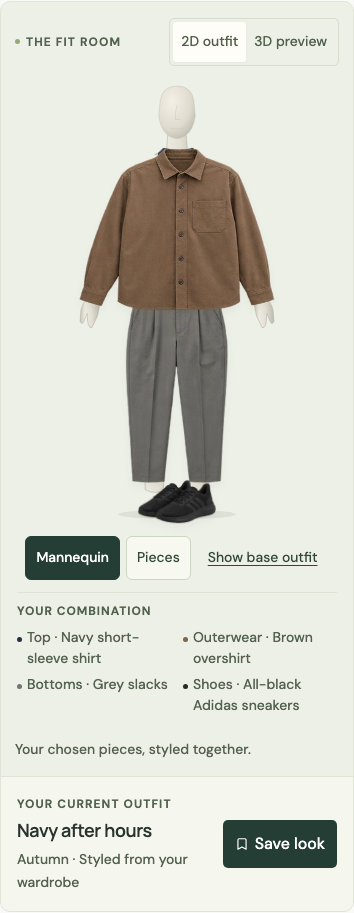 THE FIT ROOM
2D outfit
3D preview
Mannequin
Pieces
Show base outfit
YOUR COMBINATION
Top · Navy short-
sleeve shirt
Outerwear · Brown
overshirt
Bottoms · Grey slacks
Shoes · All-black
Adidas sneakers
Your chosen pieces, styled together.
YOUR CURRENT OUTFIT
Navy after hours
Autumn · Styled from your
wardrobe
Save look